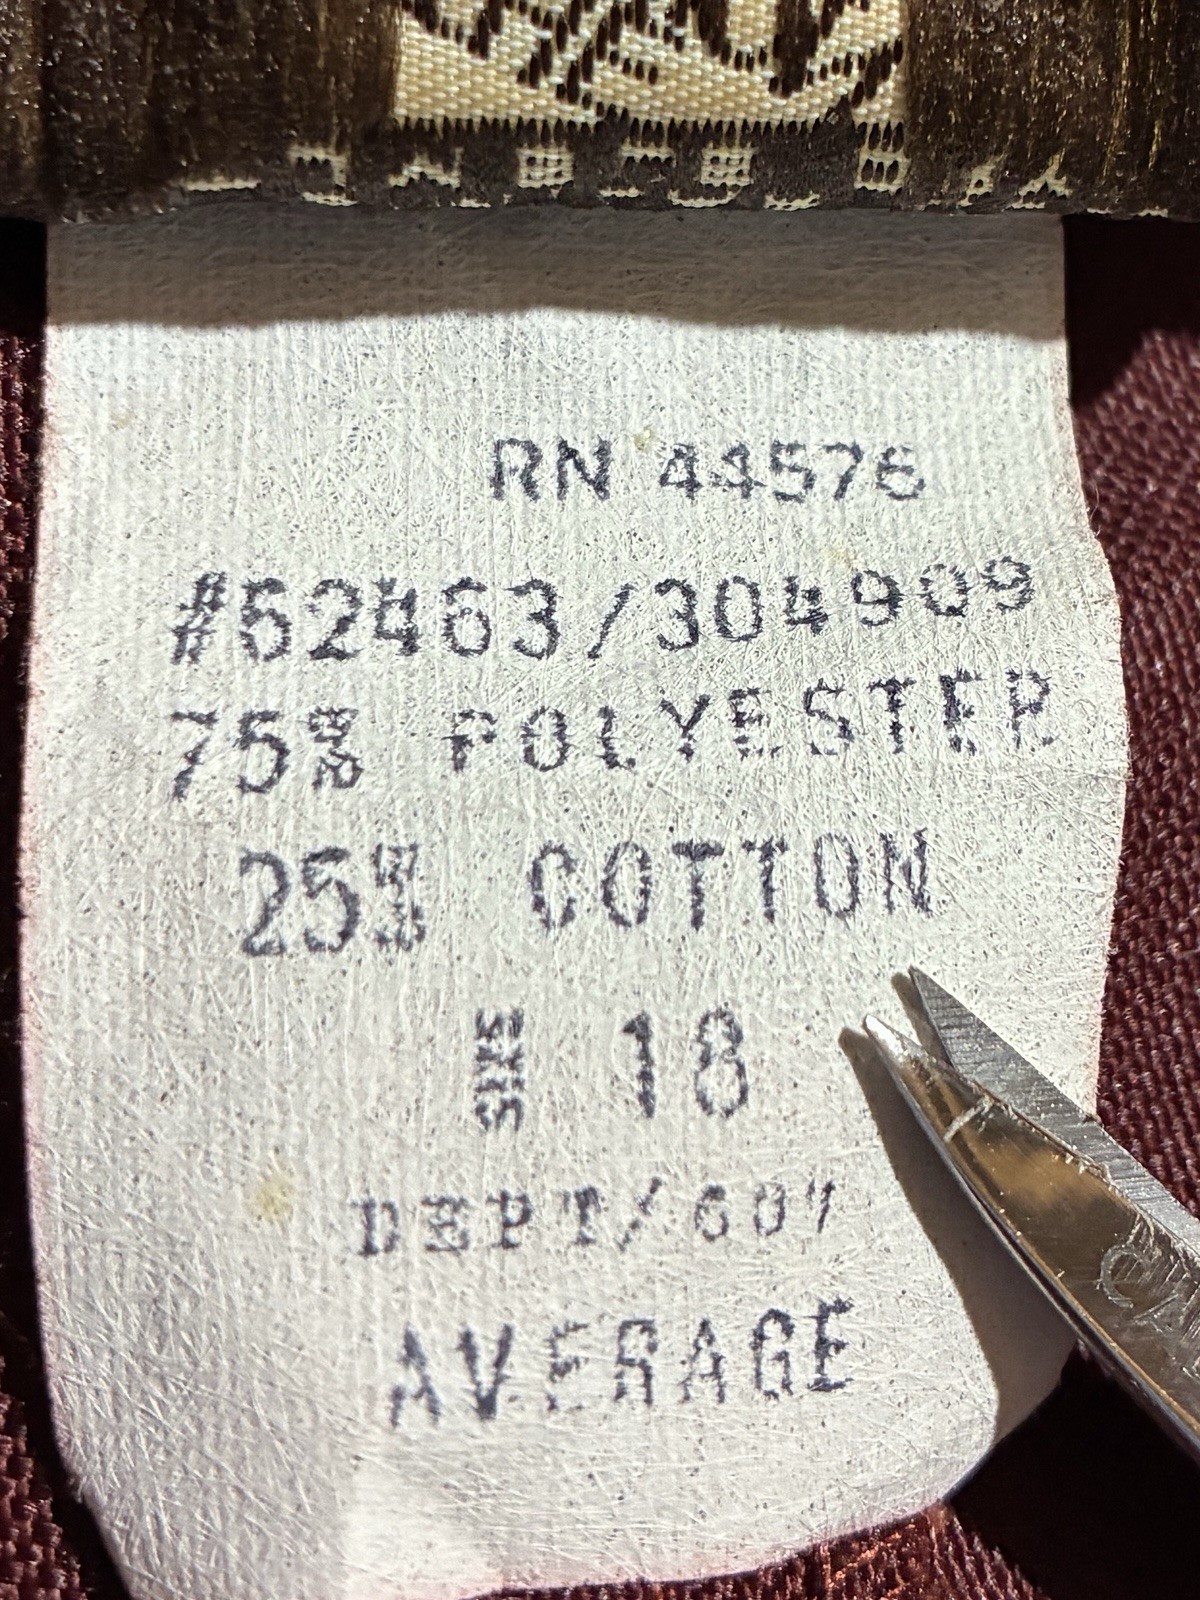 RN 44576
#62463/304909
75% POLYESTER
25% COTTON
SIZE 18
DEPT/607
AVERAGE